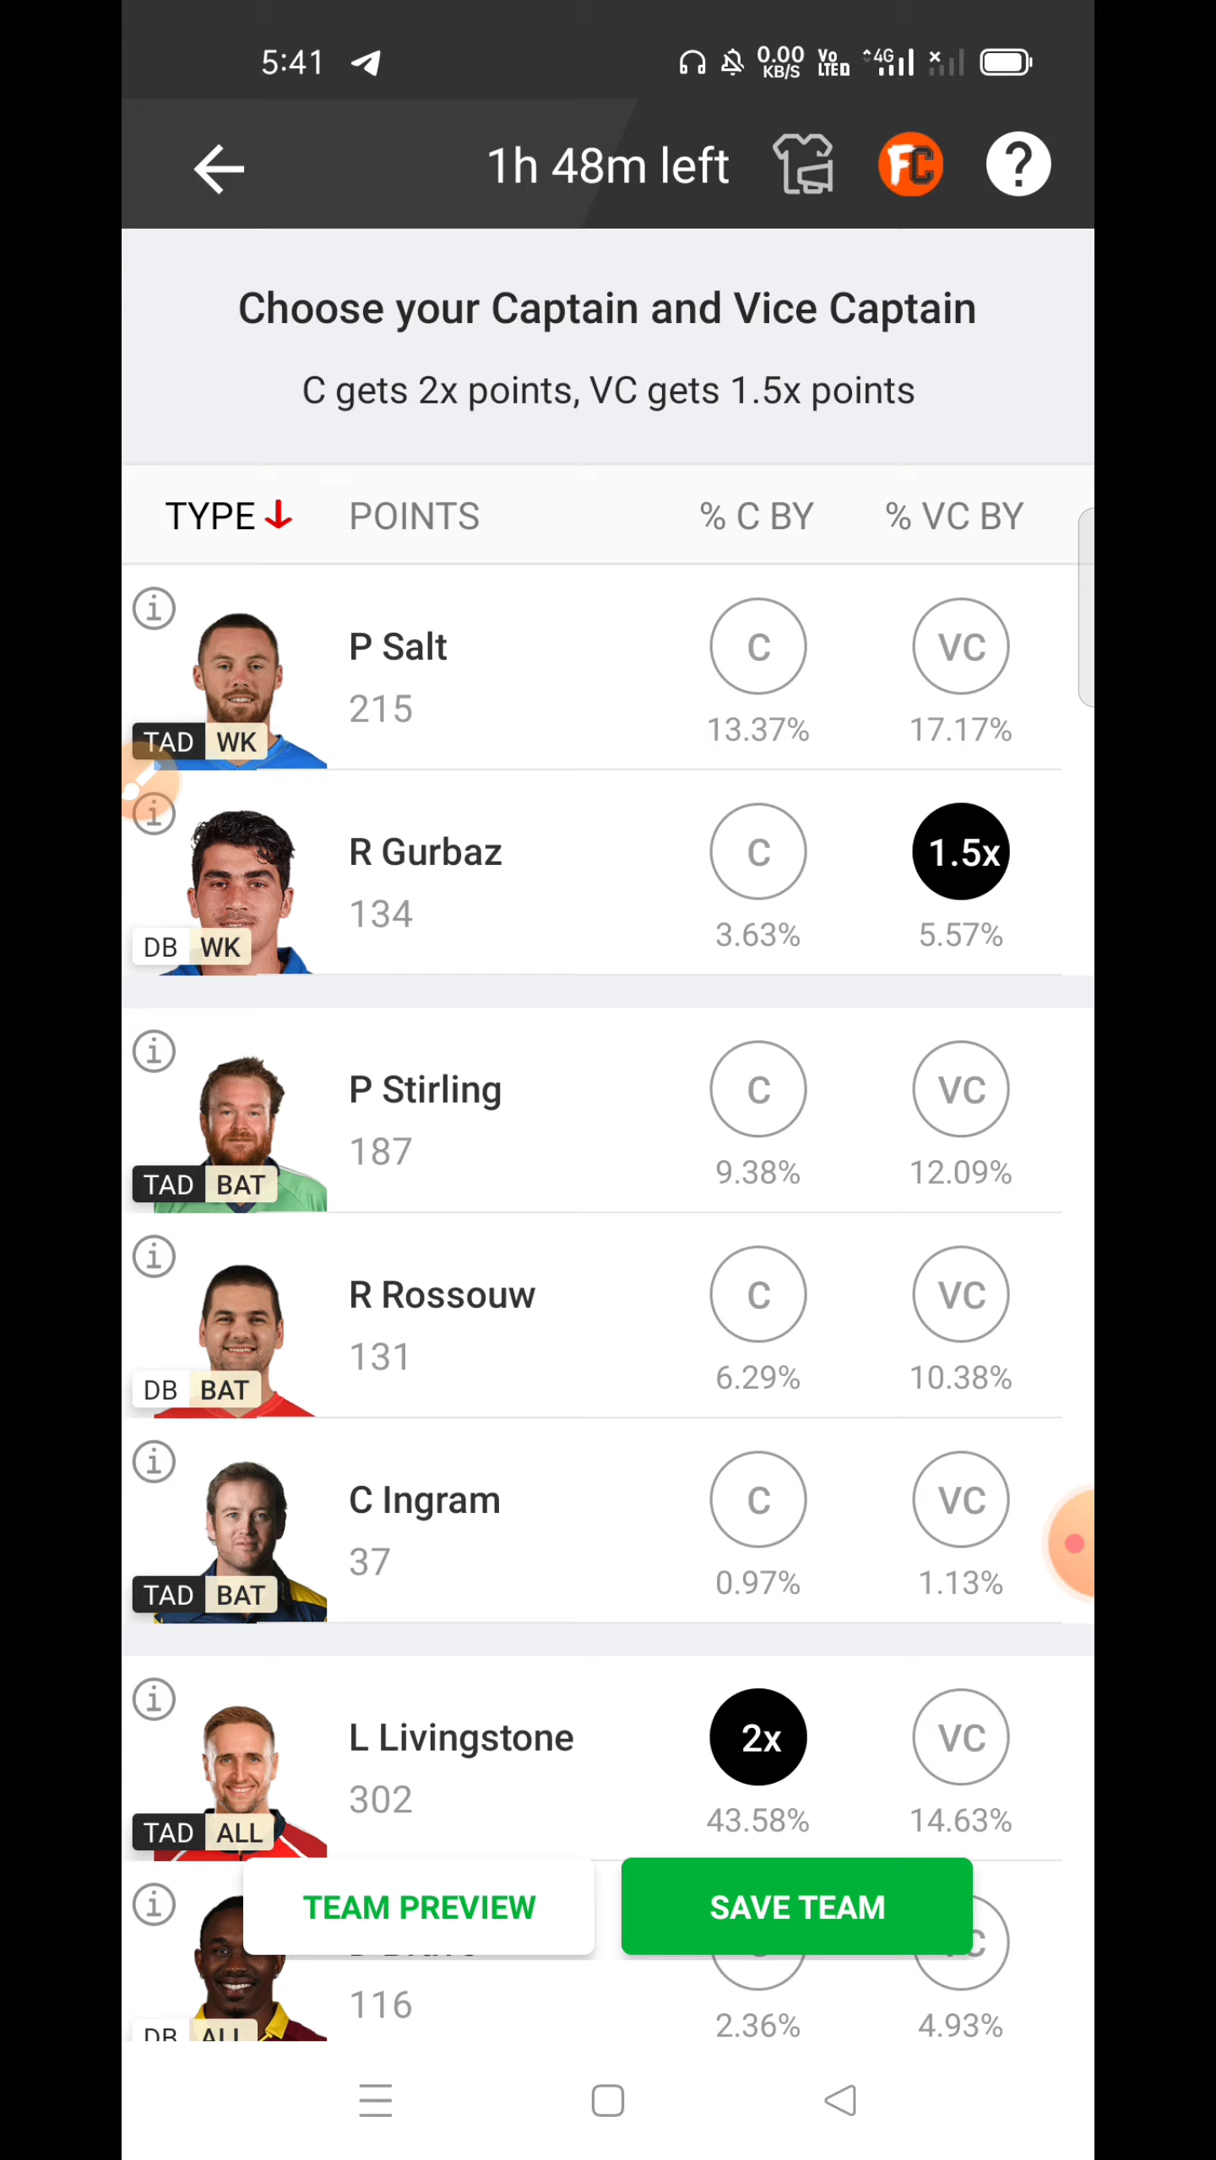 5:41 0.00 KB/S Vo LTED 4G
1h 48m left FC ?
Choose your Captain and Vice Captain
C gets 2x points, VC gets 1.5x points
TYPE POINTS % C BY % VC BY
P Salt C VC
215 13.37% 17.17%
TAD WK
R Gurbaz C 1.5x
134 3.63% 5.57%
DB WK
P Stirling C VC
187 9.38% 12.09%
TAD BAT
R Rossouw C VC
131 6.29% 10.38%
DB BAT
C Ingram C VC
37 0.97% 1.13%
TAD BAT
L Livingstone 2x VC
302 43.58% 14.63%
TAD ALL
TEAM PREVIEW SAVE TEAM
116 2.36% 4.93%
DB ALL